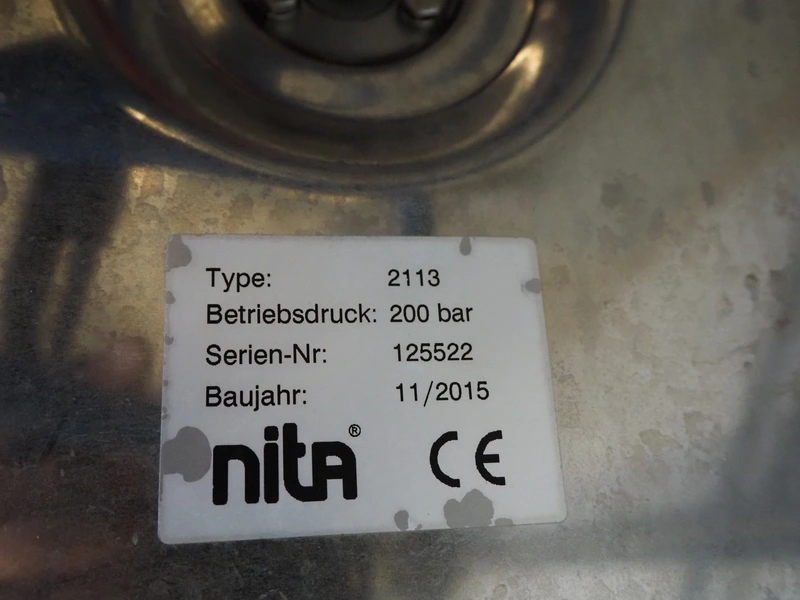 Type: 2113
Betriebsdruck: 200 bar
Serien-Nr: 125522
Baujahr: 11/2015
nita® CE